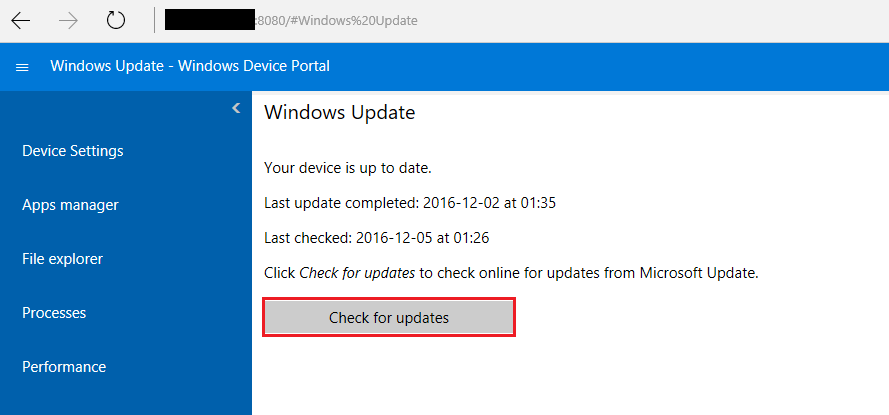 :8080/#Windows%20Update
Windows Update - Windows Device Portal
Windows Update
Device Settings
Apps manager
File explorer
Processes
Performance
Your device is up to date.
Last update completed: 2016-12-02 at 01:35
Last checked: 2016-12-05 at 01:26
Click Check for updates to check online for updates from Microsoft Update.
Check for updates